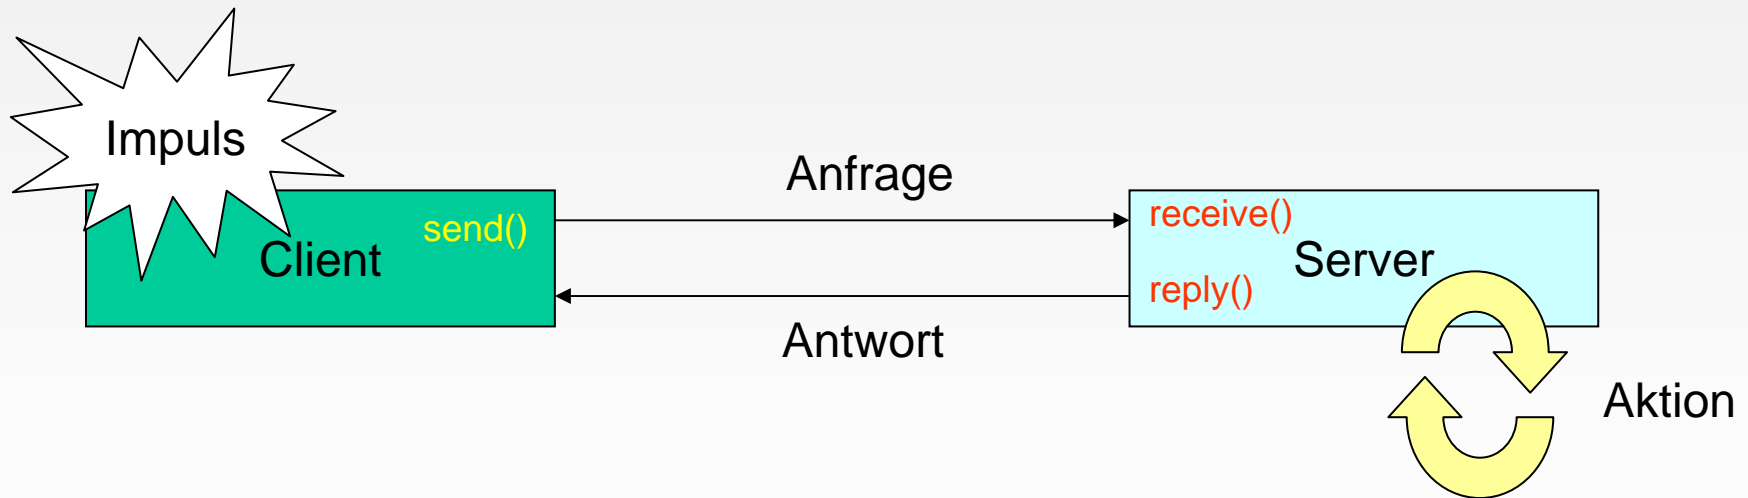 Impuls
Anfrage
send()
Client
receive()
Server
reply()
Antwort
Aktion